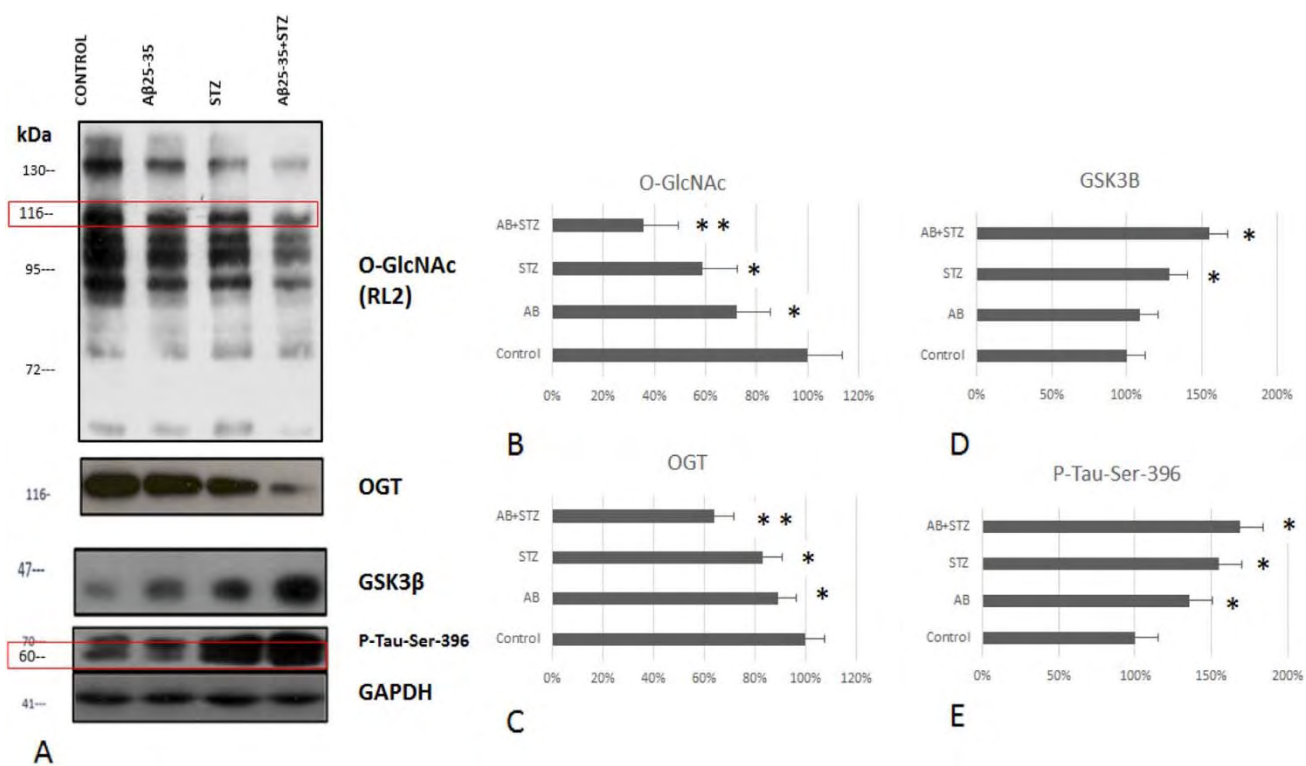 CONTROL
Aβ25-35
STZ
Aβ25-35+STZ
kDa
130--
116--
95---
72---
O-GlcNAc
(RL2)
116-
OGT
47---
GSK3β
70--
60--
P-Tau-Ser-396
41---
GAPDH
A
O-GlcNAc
AB+STZ
* *
STZ
*
AB
*
Control
0% 20% 40% 60% 80% 100% 120%
B
OGT
AB+STZ
* *
STZ
*
AB
*
Control
0% 20% 40% 60% 80% 100% 120%
C
GSK3B
AB+STZ
*
STZ
*
AB
Control
0% 50% 100% 150% 200%
D
P-Tau-Ser-396
AB+STZ
*
STZ
*
AB
*
Control
0% 50% 100% 150% 200%
E